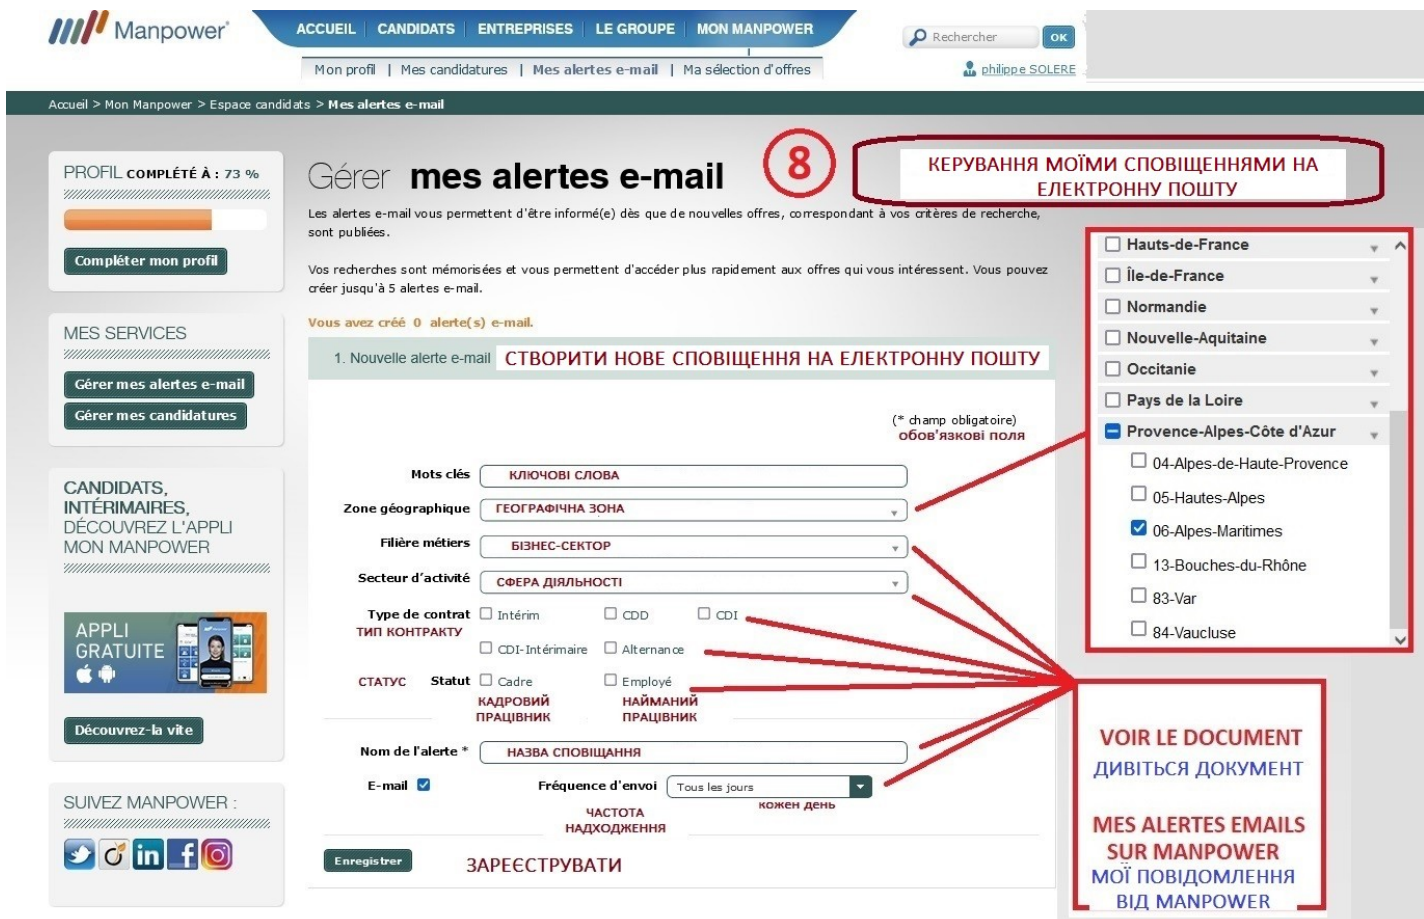 Manpower
ACCUEIL CANDIDATS ENTREPRISES LE GROUPE MON MANPOWER
Rechercher OK
Mon profil | Mes candidatures | Mes alertes e-mail | Ma sélection d'offres
philippe SOLERE
Accueil > Mon Manpower > Espace candidats > Mes alertes e-mail
PROFIL COMPLÉTÉ À : 73 %
Compléter mon profil
MES SERVICES
Gérer mes alertes e-mail
Gérer mes candidatures
CANDIDATS,
INTÉRIMAIRES,
DÉCOUVREZ L'APPLI
MON MANPOWER
APPLI
GRATUITE
Découvrez-la vite
SUIVEZ MANPOWER :
in f
Gérer mes alertes e-mail
8
КЕРУВАННЯ МОЇМИ СПОВІЩЕННЯМИ НА
ЕЛЕКТРОННУ ПОШТУ
Les alertes e-mail vous permettent d'être informé(e) dès que de nouvelles offres, correspondant à vos critères de recherche,
sont publiées.
Vos recherches sont mémorisées et vous permettent d'accéder plus rapidement aux offres qui vous intéressent. Vous pouvez
créer jusqu'à 5 alertes e-mail.
Vous avez créé 0 alerte(s) e-mail.
1. Nouvelle alerte e-mail СТВОРИТИ НОВЕ СПОВІЩЕННЯ НА ЕЛЕКТРОННУ ПОШТУ
(* champ obligatoire)
обов'язкові поля
Mots clés КЛЮЧОВІ СЛОВА
Zone géographique ГЕОГРАФІЧНА ЗОНА
Filière métiers БІЗНЕС-СЕКТОР
Secteur d'activité СФЕРА ДІЯЛЬНОСТІ
Type de contrat Intérim CDD CDI
ТИП КОНТРАКТУ
CDI-Intérimaire Alternance
СТАТУС Statut Cadre Employé
КАДРОВИЙ НАЙМАНИЙ
ПРАЦІВНИК ПРАЦІВНИК
Nom de l'alerte * НАЗВА СПОВІЩАННЯ
E-mail Fréquence d'envoi Tous les jours
кожен день
ЧАСТОТА
НАДХОДЖЕННЯ
Enregistrer ЗАРЕЄСТРУВАТИ
Hauts-de-France
Île-de-France
Normandie
Nouvelle-Aquitaine
Occitanie
Pays de la Loire
Provence-Alpes-Côte d'Azur
04-Alpes-de-Haute-Provence
05-Hautes-Alpes
06-Alpes-Maritimes
13-Bouches-du-Rhône
83-Var
84-Vaucluse
VOIR LE DOCUMENT
ДИВІТЬСЯ ДОКУМЕНТ
MES ALERTES EMAILS
SUR MANPOWER
МОЇ ПОВІДОМЛЕННЯ
ВІД MANPOWER